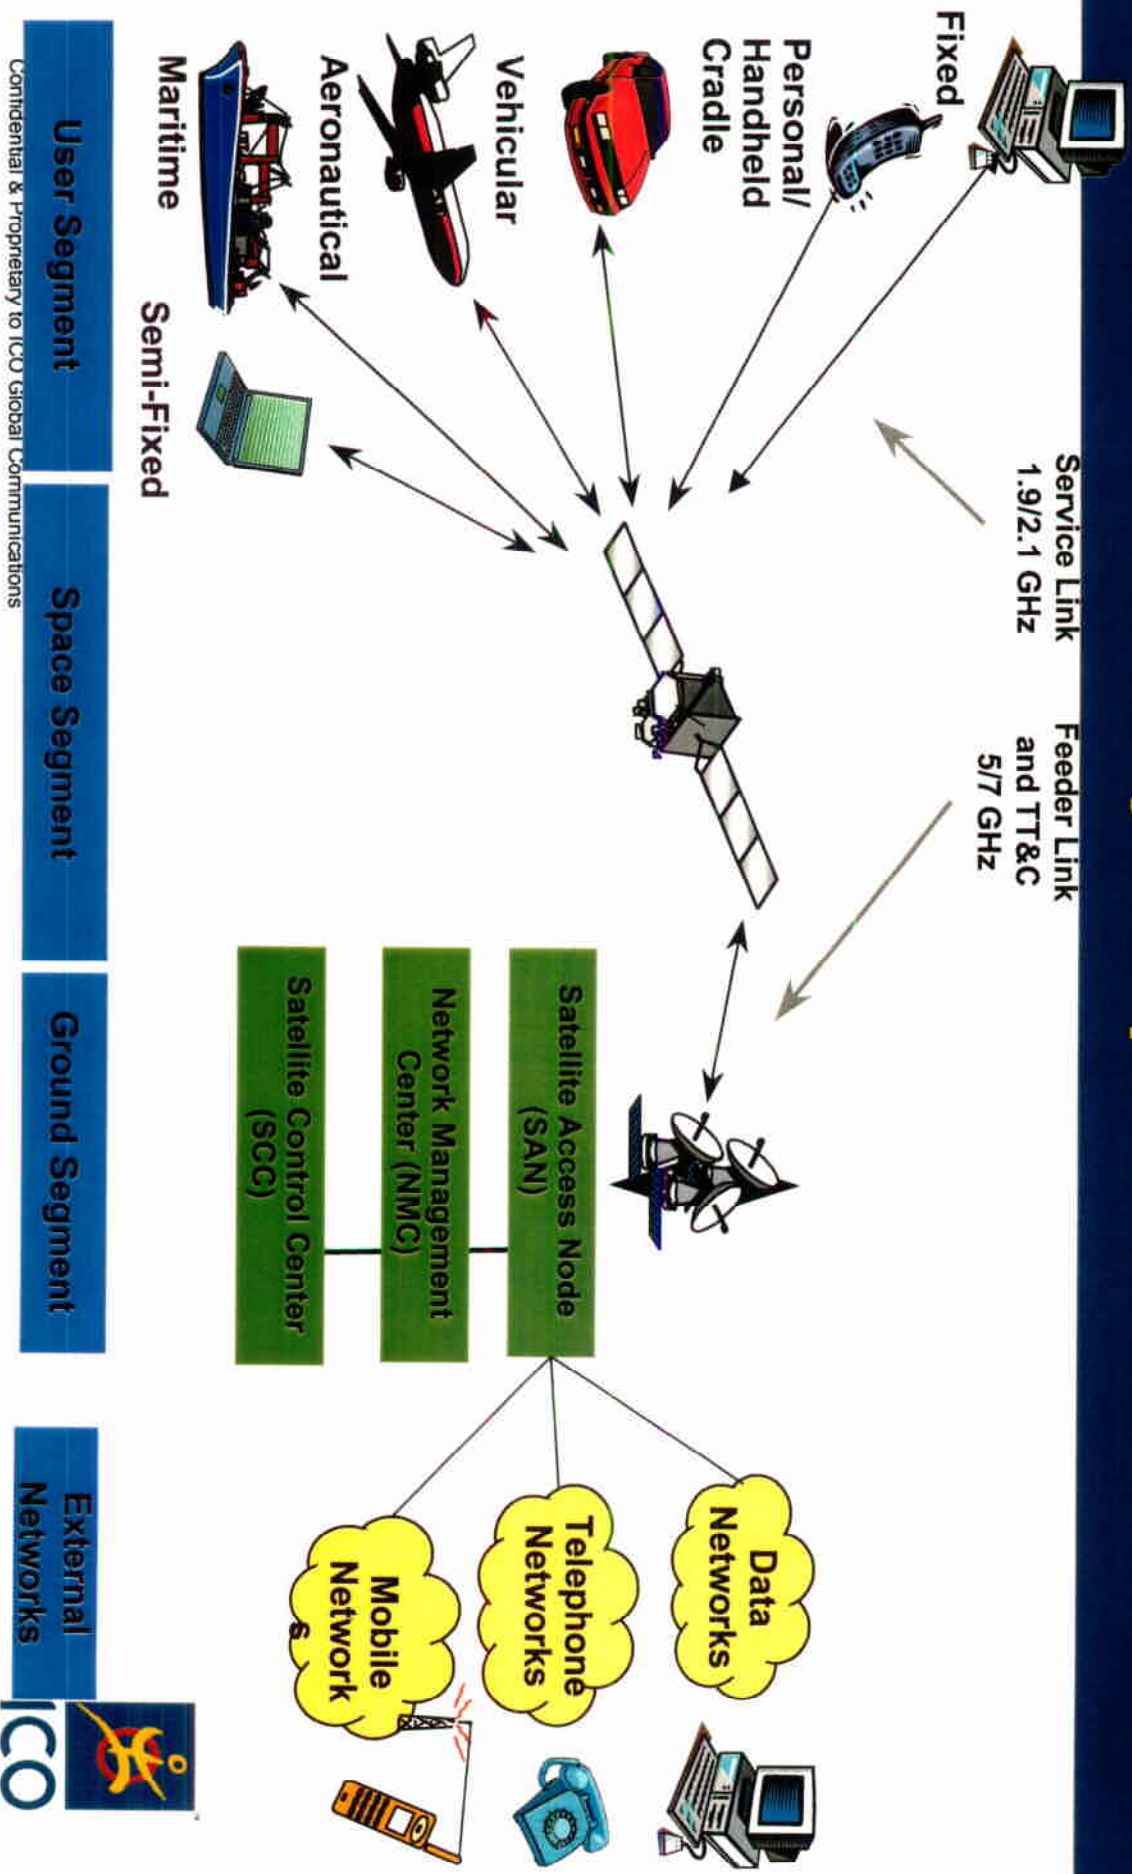 Service Link
1.9/2.1 GHz
Feeder Link
and TT&C
5/7 GHz
Fixed
Personal/
Handheld
Cradle
Vehicular
Aeronautical
Maritime
Semi-Fixed
Satellite Access Node
(SAN)
Network Management
Center (NMC)
Satellite Control Center
(SCC)
Data
Networks
Telephone
Networks
Mobile
Network
s
User Segment
Space Segment
Ground Segment
External
Networks
Confidential & Proprietary to ICO Global Communications
ICO